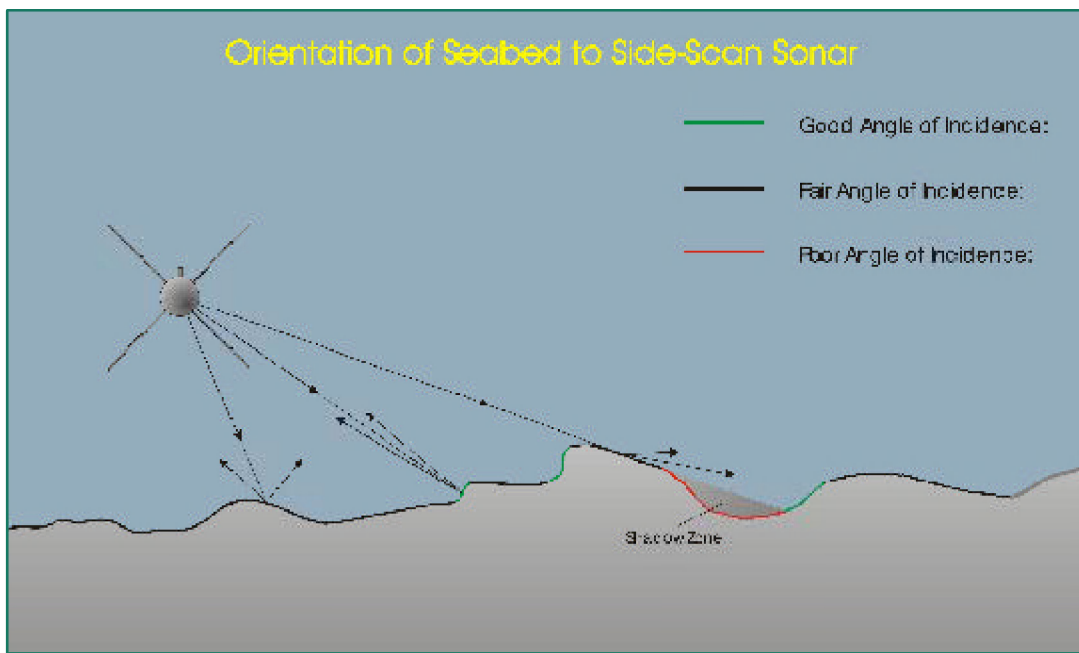 Orientation of Seabed to Side-Scan Sonar
Good Angle of Incidence:
Fair Angle of Incidence:
Poor Angle of Incidence:
Shadow Zone